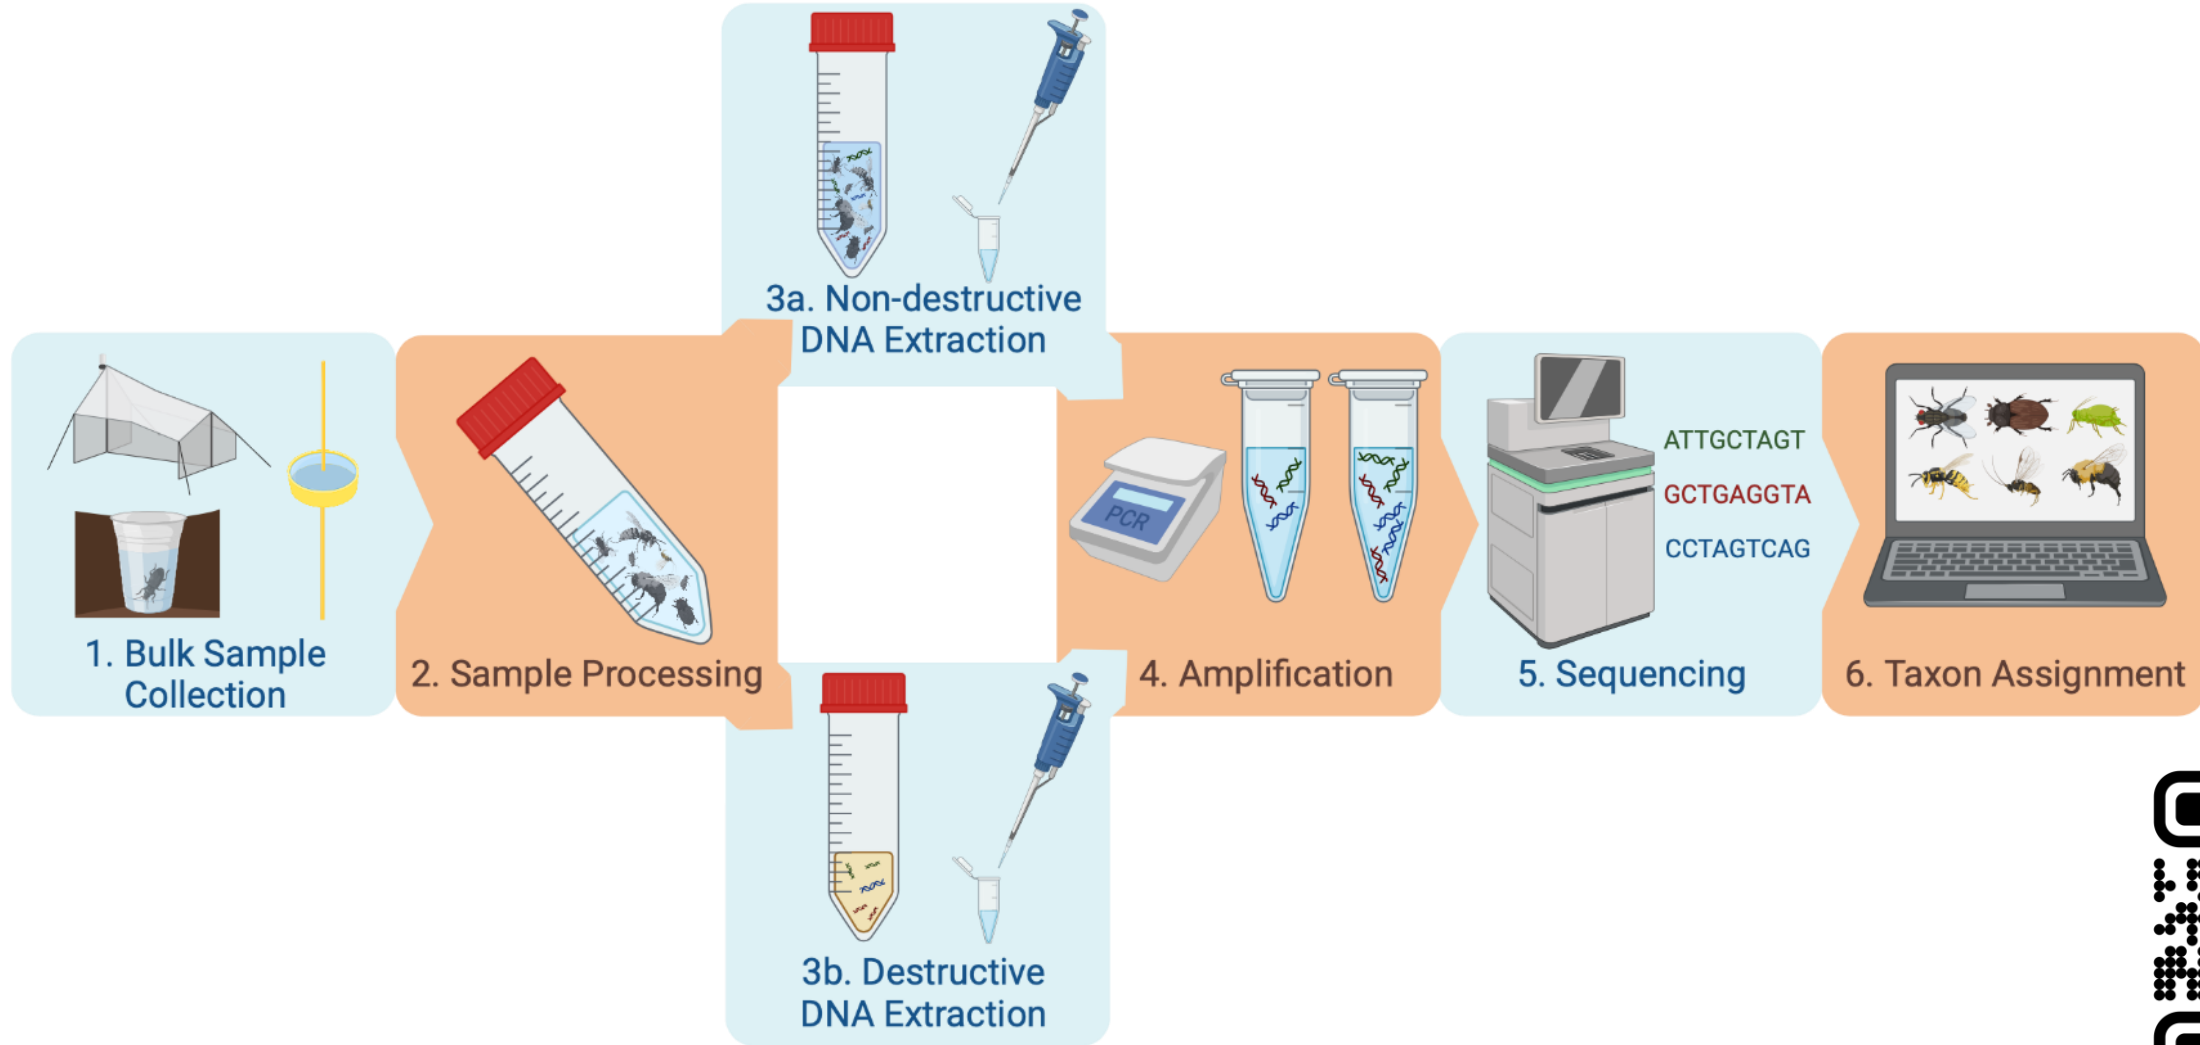 1. Bulk Sample
Collection
2. Sample Processing
3a. Non-destructive
DNA Extraction
3b. Destructive
DNA Extraction
PCR
4. Amplification
ATTGCTAGT
GCTGAGGTA
CCTAGTCAG
5. Sequencing
6. Taxon Assignment